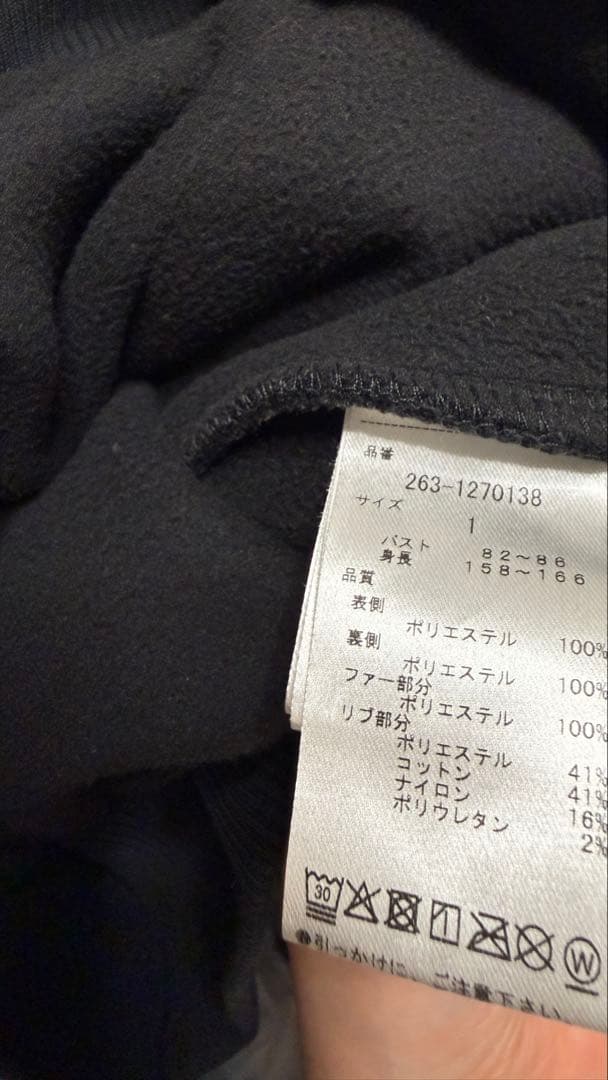 品番
263-1270138
サイズ
1
バスト 82～86
身長 158～166
品質
表側
ポリエステル 100%
裏側
ポリエステル 100%
ファー部分
ポリエステル 100%
リブ部分
ポリエステル 41%
コットン 41%
ナイロン 16%
ポリウレタン 2%
30
W
●引っかけに、ご注意下さい